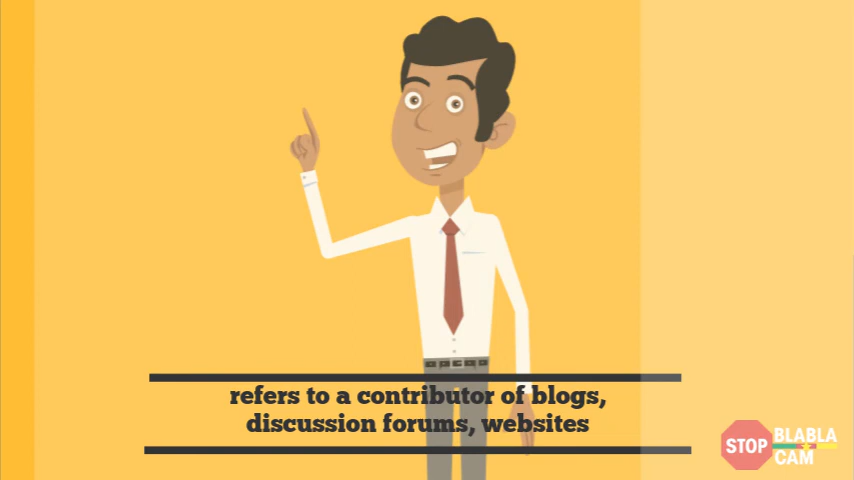 refers to a contributor of blogs,
discussion forums, websites
STOP
BLABLA
CAM